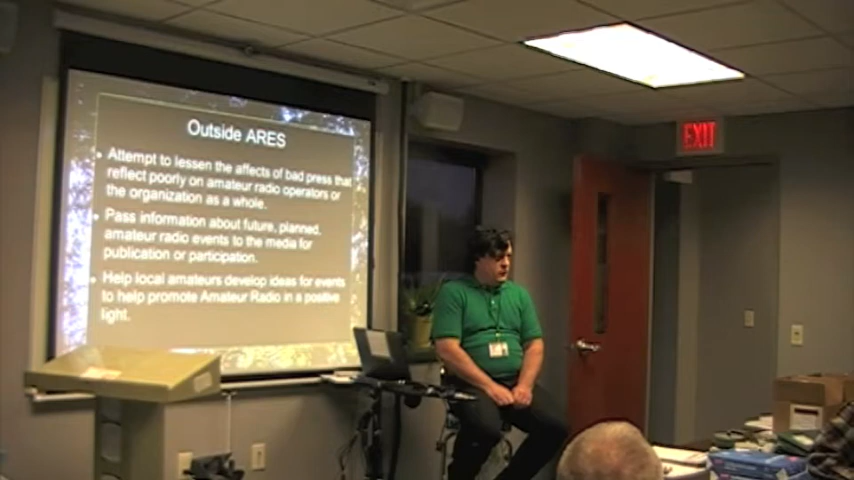 Outside ARES
Attempt to lessen the affects of bad press that
reflect poorly on amateur radio operators or
the organization as a whole.
Pass information about future, planned,
amateur radio events to the media for
publication or participation.
Help local amateurs develop ideas for events
to help promote Amateur Radio in a positive
light.
EXIT